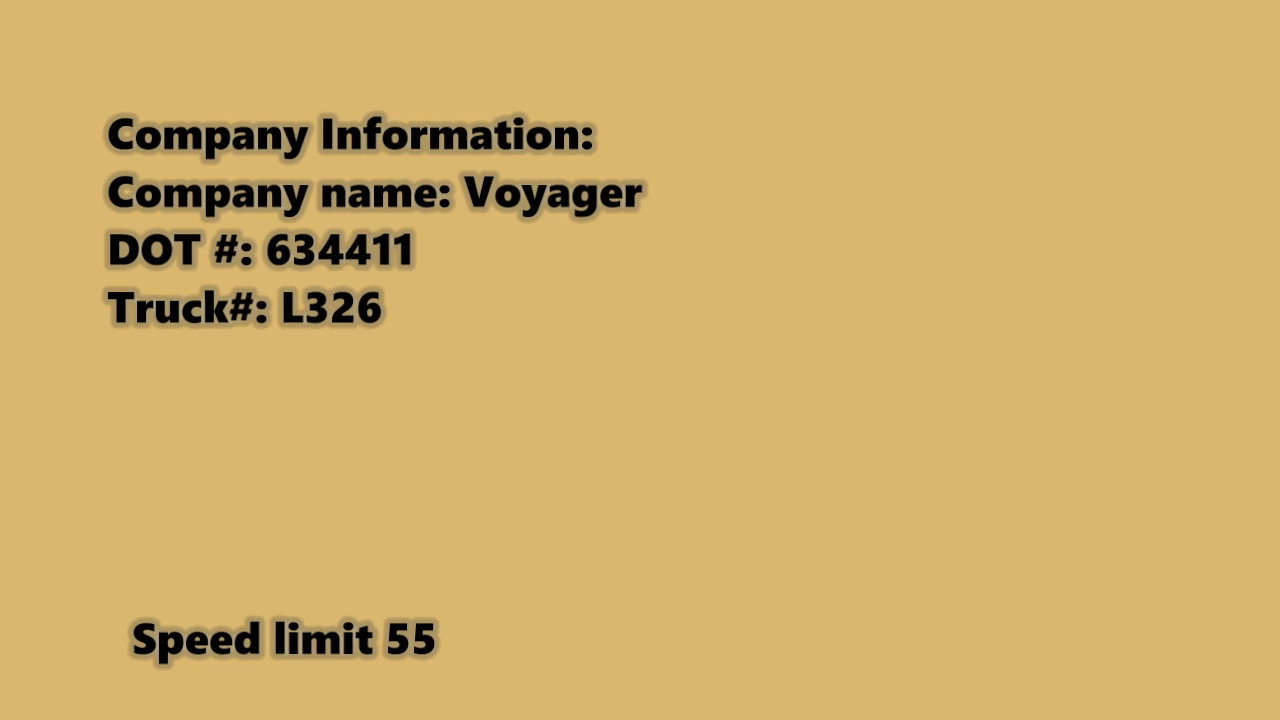 Company Information:
Company name: Voyager
DOT #: 634411
Truck#: L326
Speed limit 55